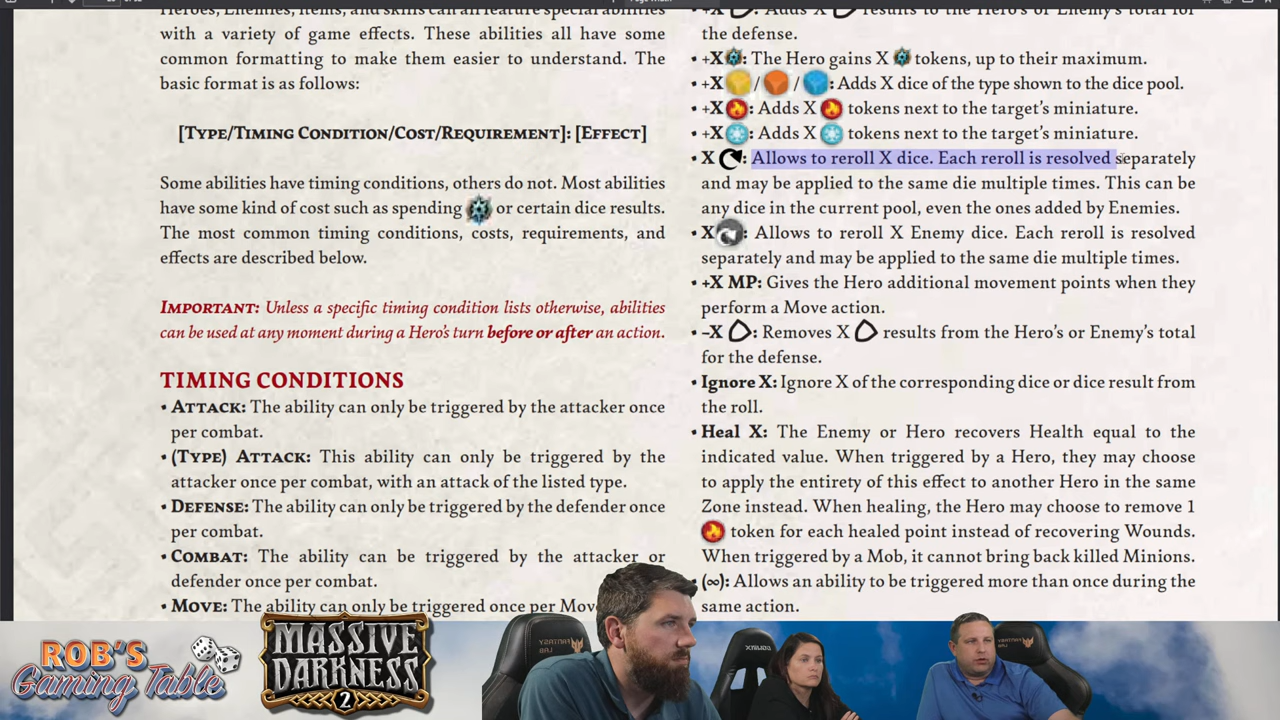 Heroes, Enemies, Items, and Skills can all feature special abilities
with a variety of game effects. These abilities all have some
common formatting to make them easier to understand. The
basic format is as follows:
[Type/Timing Condition/Cost/Requirement]: [Effect]
Some abilities have timing conditions, others do not. Most abilities
have some kind of cost such as spending or certain dice results.
The most common timing conditions, costs, requirements, and
effects are described below.
Important: Unless a specific timing condition lists otherwise, abilities
can be used at any moment during a Hero's turn before or after an action.
TIMING CONDITIONS
• Attack: The ability can only be triggered by the attacker once
per combat.
• (Type) Attack: This ability can only be triggered by the
attacker once per combat, with an attack of the listed type.
• Defense: The ability can only be triggered by the defender once
per combat.
• Combat: The ability can be triggered by the attacker or
defender once per combat.
• Move: The ability can only be triggered once per Mov
• +X : Adds X results to the Hero's or Enemy's total for
the defense.
• +X : The Hero gains X tokens, up to their maximum.
• +X / / : Adds X dice of the type shown to the dice pool.
• +X : Adds X tokens next to the target's miniature.
• +X : Adds X tokens next to the target's miniature.
• X : Allows to reroll X dice. Each reroll is resolved separately
and may be applied to the same die multiple times. This can be
any dice in the current pool, even the ones added by Enemies.
• X : Allows to reroll X Enemy dice. Each reroll is resolved
separately and may be applied to the same die multiple times.
• +X MP: Gives the Hero additional movement points when they
perform a Move action.
• –X : Removes X results from the Hero's or Enemy's total
for the defense.
• Ignore X: Ignore X of the corresponding dice or dice result from
the roll.
• Heal X: The Enemy or Hero recovers Health equal to the
indicated value. When triggered by a Hero, they may choose
to apply the entirety of this effect to another Hero in the same
Zone instead. When healing, the Hero may choose to remove 1
token for each healed point instead of recovering Wounds.
When triggered by a Mob, it cannot bring back killed Minions.
• (∞): Allows an ability to be triggered more than once during the
same action.
ROB'S
Gaming Table
MASSIVE
DARKNESS
2